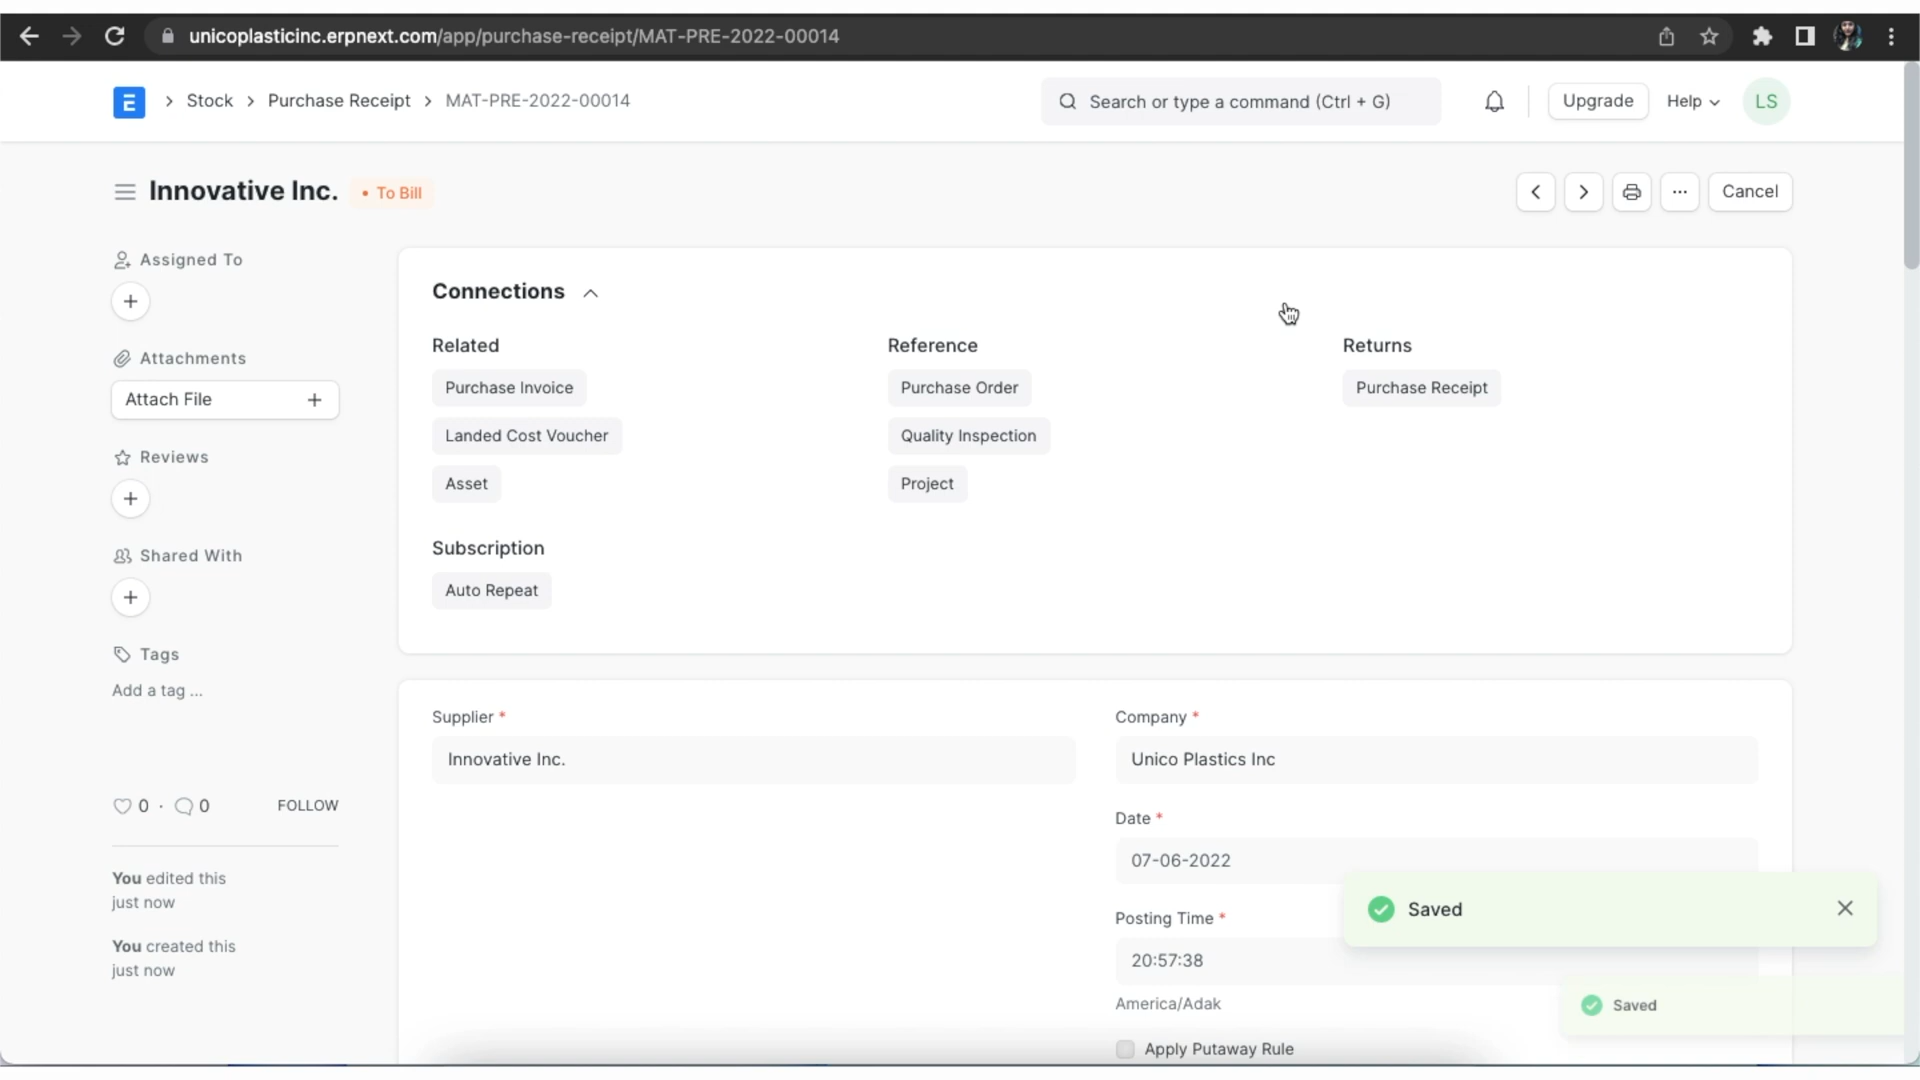 unicoplasticinc.erpnext.com/app/purchase-receipt/MAT-PRE-2022-00014
E > Stock > Purchase Receipt > MAT-PRE-2022-00014
Search or type a command (Ctrl + G)
Upgrade
Help
LS
Innovative Inc.
• To Bill
...
Cancel
Assigned To
+
Attachments
Attach File +
Reviews
+
Shared With
+
Tags
Add a tag ...
0 · 0 FOLLOW
You edited this
just now
You created this
just now
Connections
Related
Purchase Invoice
Landed Cost Voucher
Asset
Reference
Purchase Order
Quality Inspection
Project
Returns
Purchase Receipt
Subscription
Auto Repeat
Supplier *
Innovative Inc.
Company *
Unico Plastics Inc
Date *
07-06-2022
Posting Time *
20:57:38
America/Adak
Apply Putaway Rule
Saved
Saved